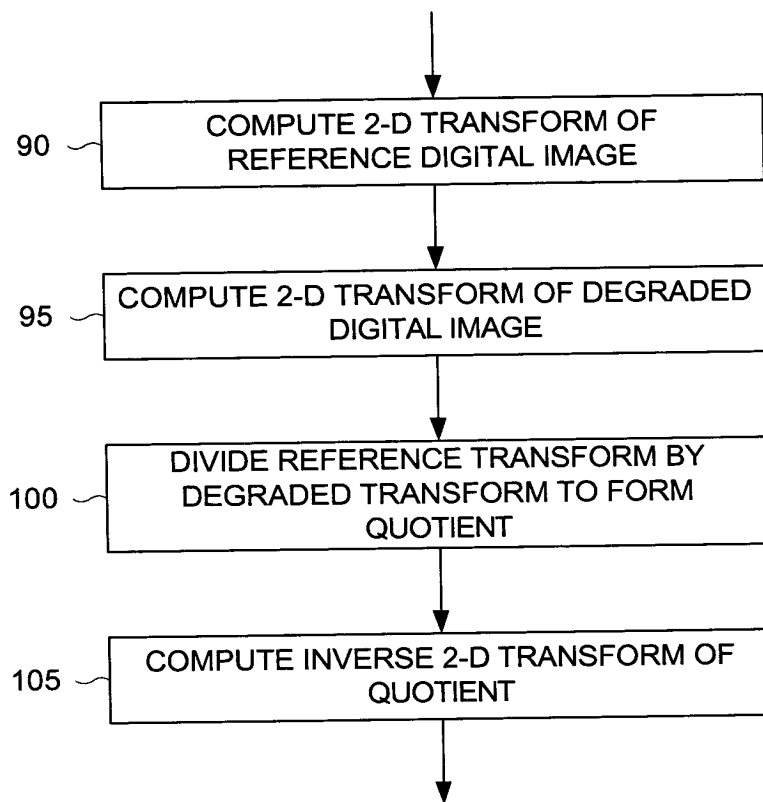 90
COMPUTE 2-D TRANSFORM OF
REFERENCE DIGITAL IMAGE
95
COMPUTE 2-D TRANSFORM OF DEGRADED
DIGITAL IMAGE
100
DIVIDE REFERENCE TRANSFORM BY
DEGRADED TRANSFORM TO FORM
QUOTIENT
105
COMPUTE INVERSE 2-D TRANSFORM OF
QUOTIENT